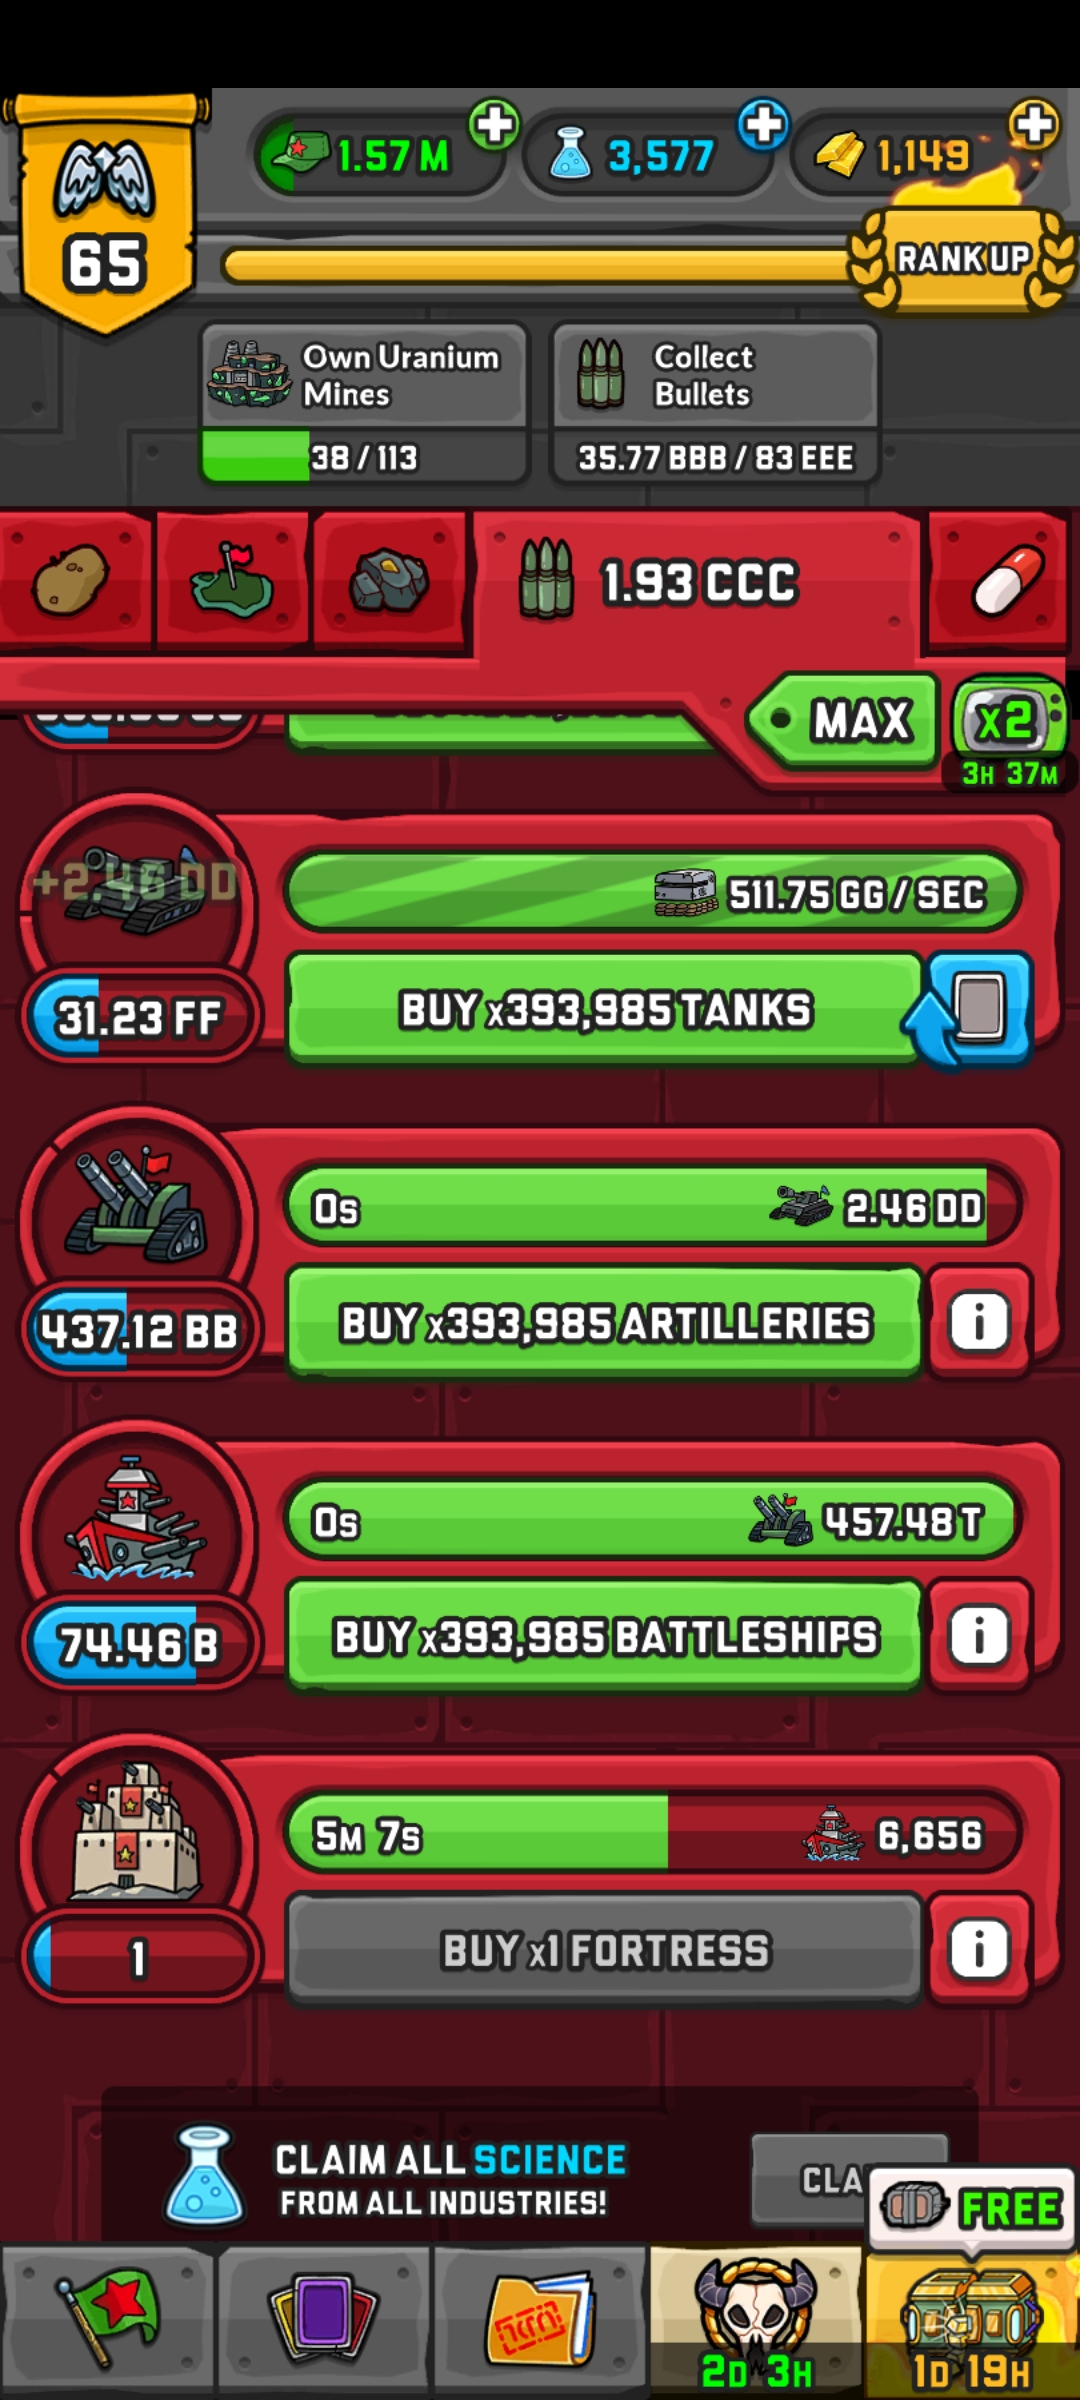 1.57 M
3,577
1,149
65
RANK UP
Own Uranium
Mines
38 / 113
Collect
Bullets
35.77 BBB / 83 EEE
1.93 CCC
MAX
x2
3H 37M
+2.46 DD
511.75 GG / SEC
31.23 FF
BUY x393,985 TANKS
0s
2.46 DD
437.12 BB
BUY x393,985 ARTILLERIES
i
0s
457.48 T
74.46 B
BUY x393,985 BATTLESHIPS
i
5M 7s
6,656
1
BUY x1 FORTRESS
i
CLAIM ALL SCIENCE
FROM ALL INDUSTRIES!
CLA
FREE
2D 3H
1D 19H